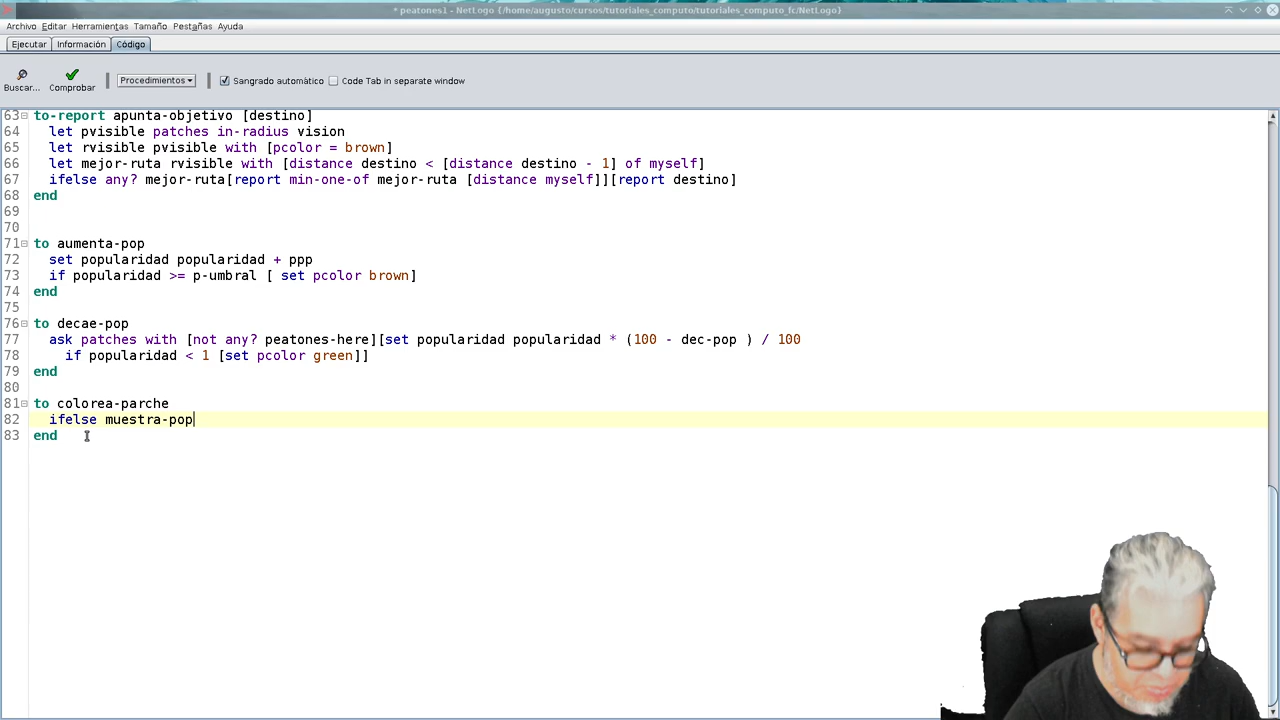 * peatones1 - NetLogo {/home/augusto/cursos/tutoriales_computo/tutoriales_computo_fc/NetLogo}
Archivo Editar Herramientas Tamaño Pestañas Ayuda
Ejecutar Información Código
Buscar... Comprobar Procedimientos Sangrado automático Code Tab in separate window
63 to-report apunta-objetivo [destino]
64 let pvisible patches in-radius vision
65 let rvisible pvisible with [pcolor = brown]
66 let mejor-ruta rvisible with [distance destino < [distance destino - 1] of myself]
67 ifelse any? mejor-ruta[report min-one-of mejor-ruta [distance myself]][report destino]
68 end
69
70
71 to aumenta-pop
72 set popularidad popularidad + ppp
73 if popularidad >= p-umbral [ set pcolor brown]
74 end
75
76 to decae-pop
77 ask patches with [not any? peatones-here][set popularidad popularidad * (100 - dec-pop ) / 100
78 if popularidad < 1 [set pcolor green]]
79 end
80
81 to colorea-parche
82 ifelse muestra-pop
83 end